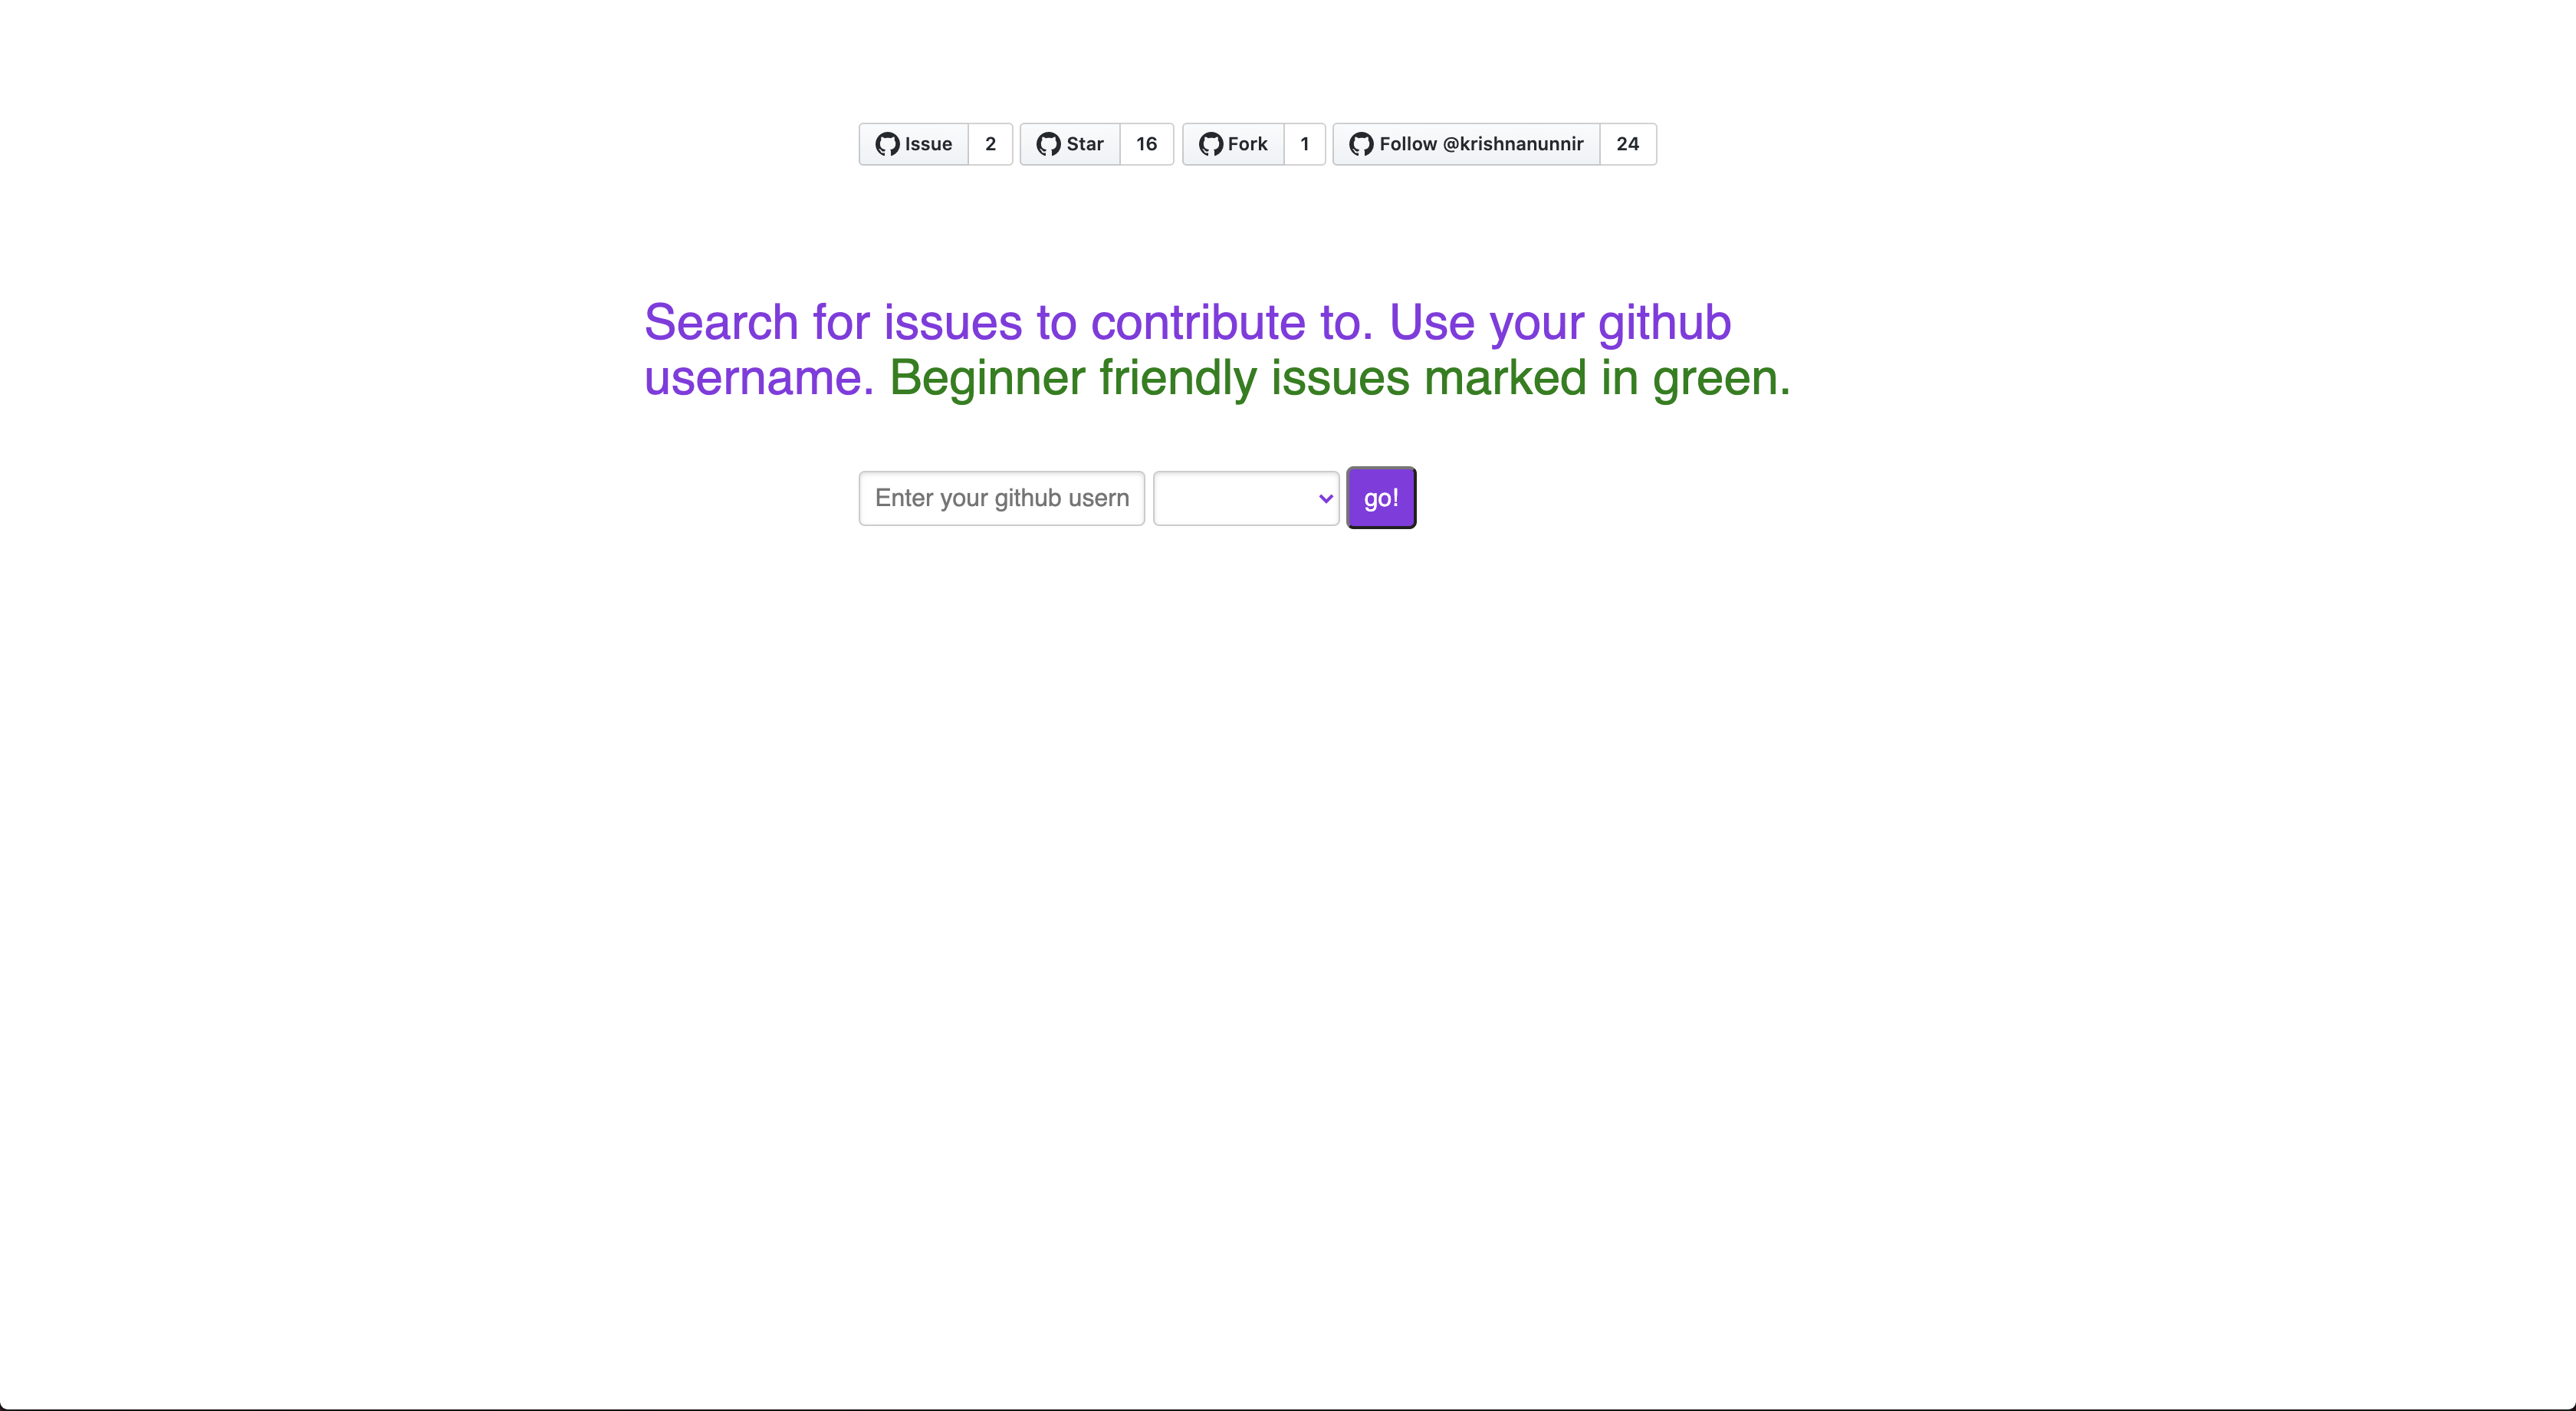 Issue 2 Star 16 Fork 1 Follow @krishnanunnir 24
Search for issues to contribute to. Use your github
username. Beginner friendly issues marked in green.
Enter your github usern go!